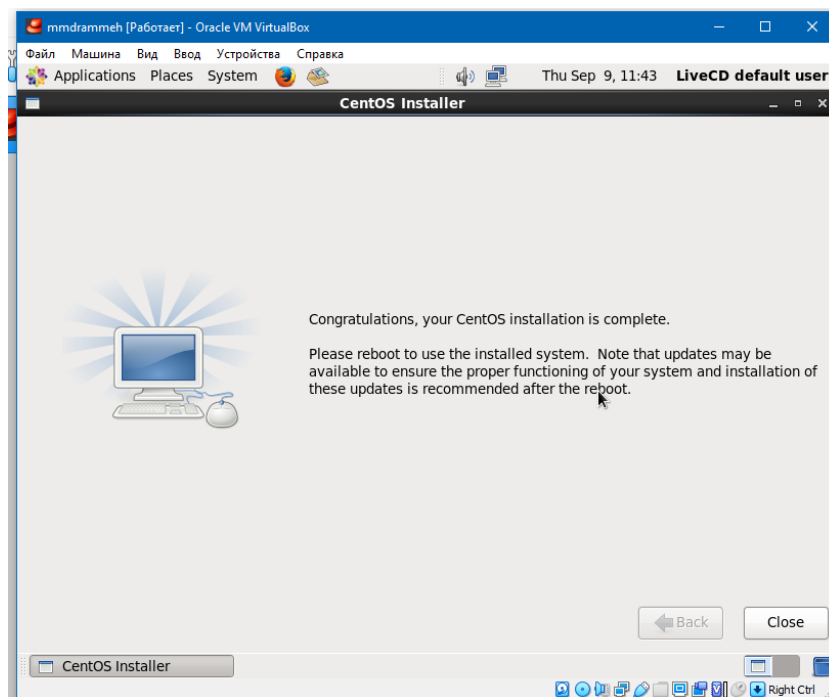 mmdrammeh [Работает] - Oracle VM VirtualBox
Файл Машина Вид Ввод Устройства Справка
Applications Places System Thu Sep 9, 11:43 LiveCD default user
CentOS Installer
Congratulations, your CentOS installation is complete.
Please reboot to use the installed system. Note that updates may be
available to ensure the proper functioning of your system and installation of
these updates is recommended after the reboot.
Back Close
CentOS Installer
Right Ctrl